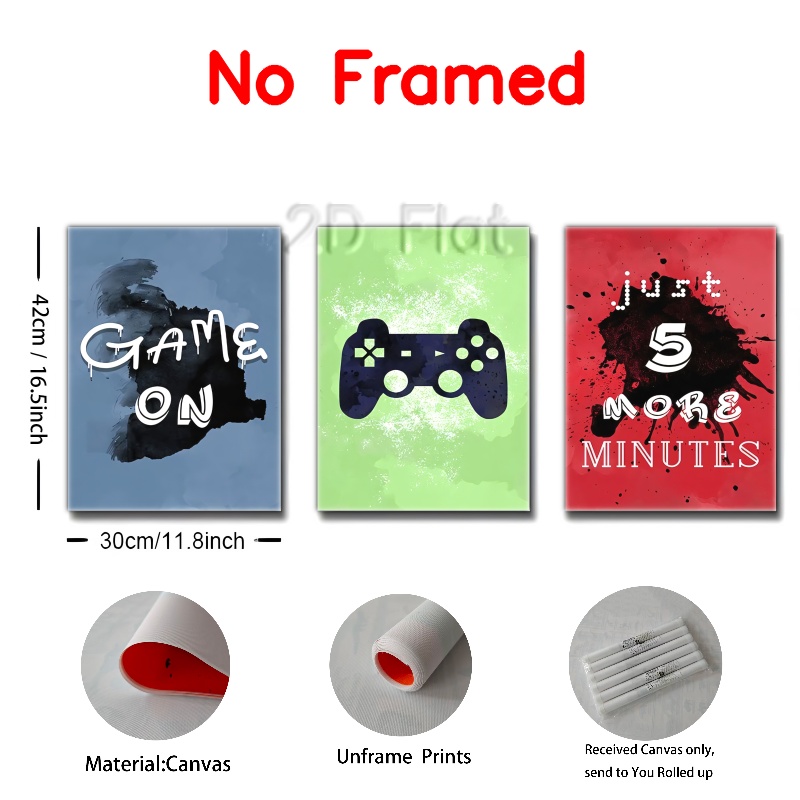 No Framed
2D Flat
42cm / 16.5inch
GAME
ON
just
5
MORE
MINUTES
30cm/11.8inch
Material:Canvas
Unframe Prints
Received Canvas only,
send to You Rolled up